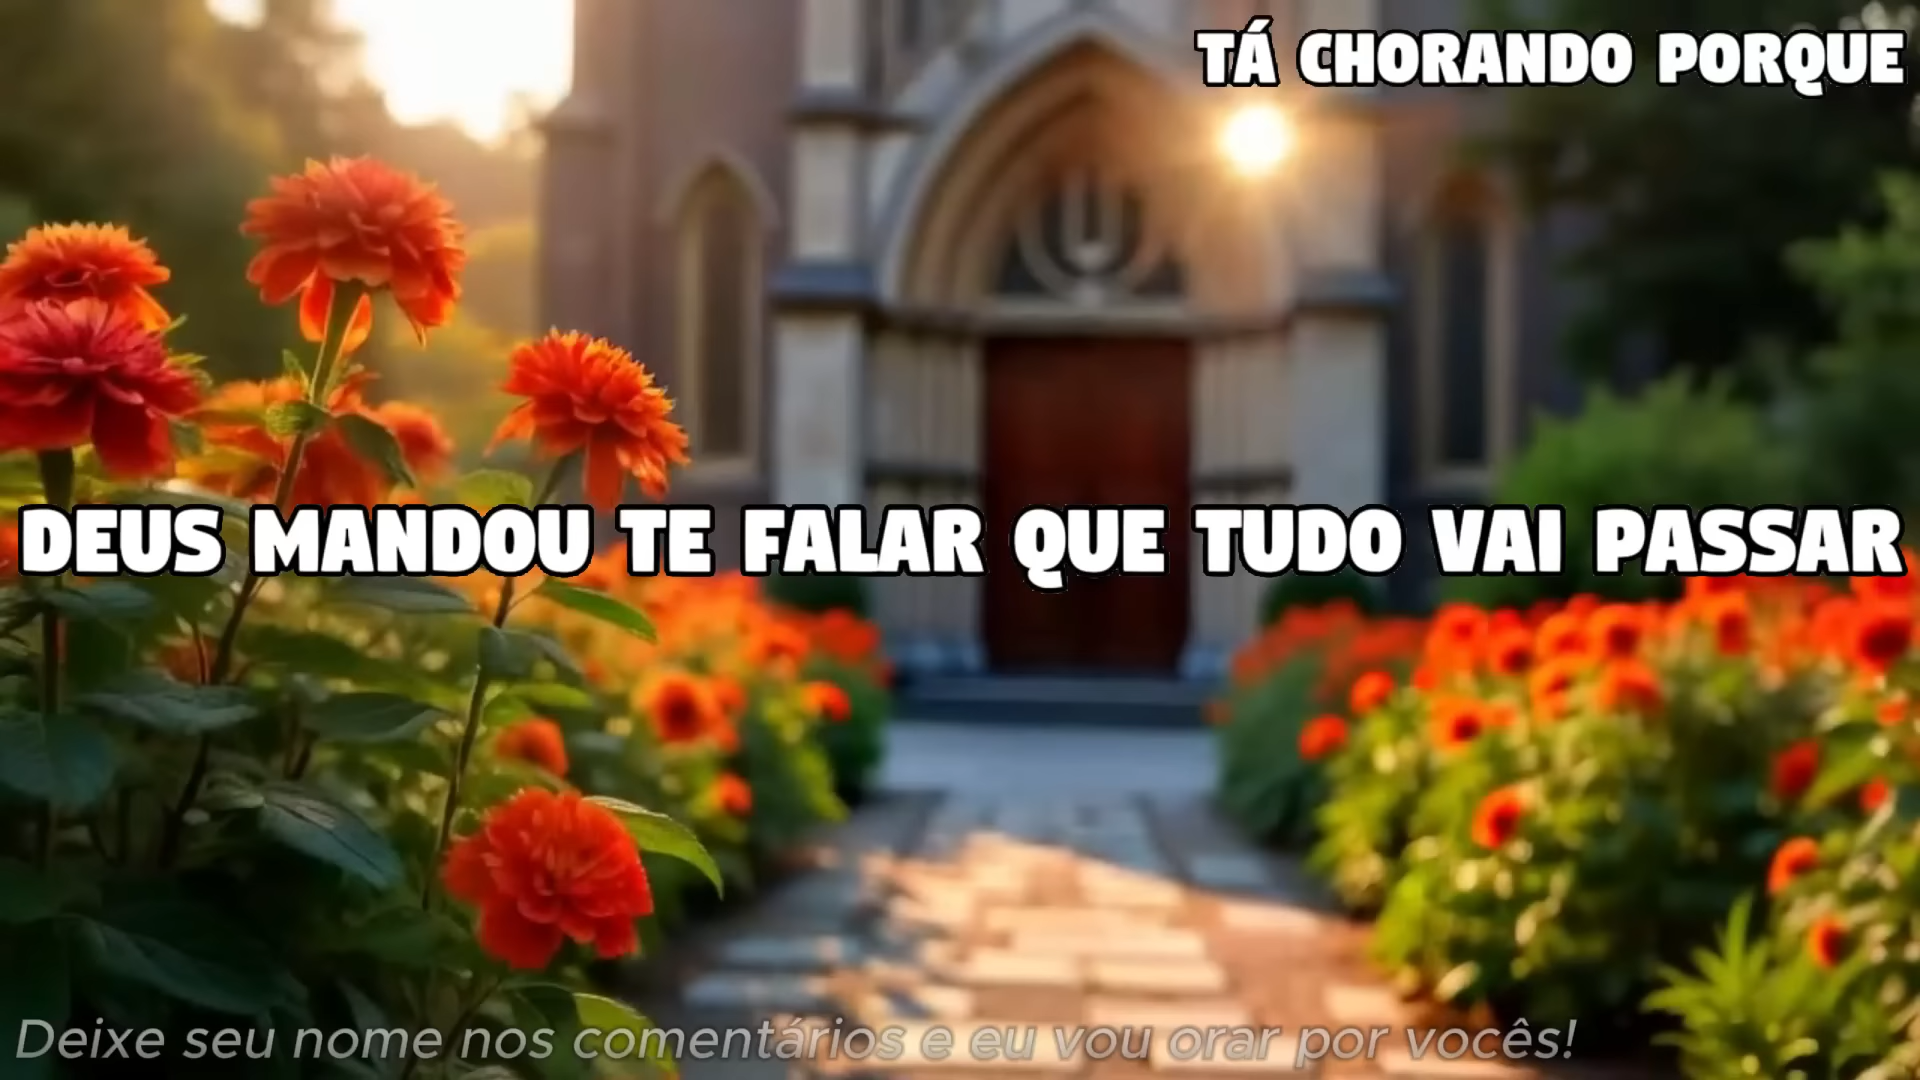 TÁ CHORANDO PORQUE
DEUS MANDOU TE FALAR QUE TUDO VAI PASSAR
Deixe seu nome nos comentários e eu vou orar por vocês!